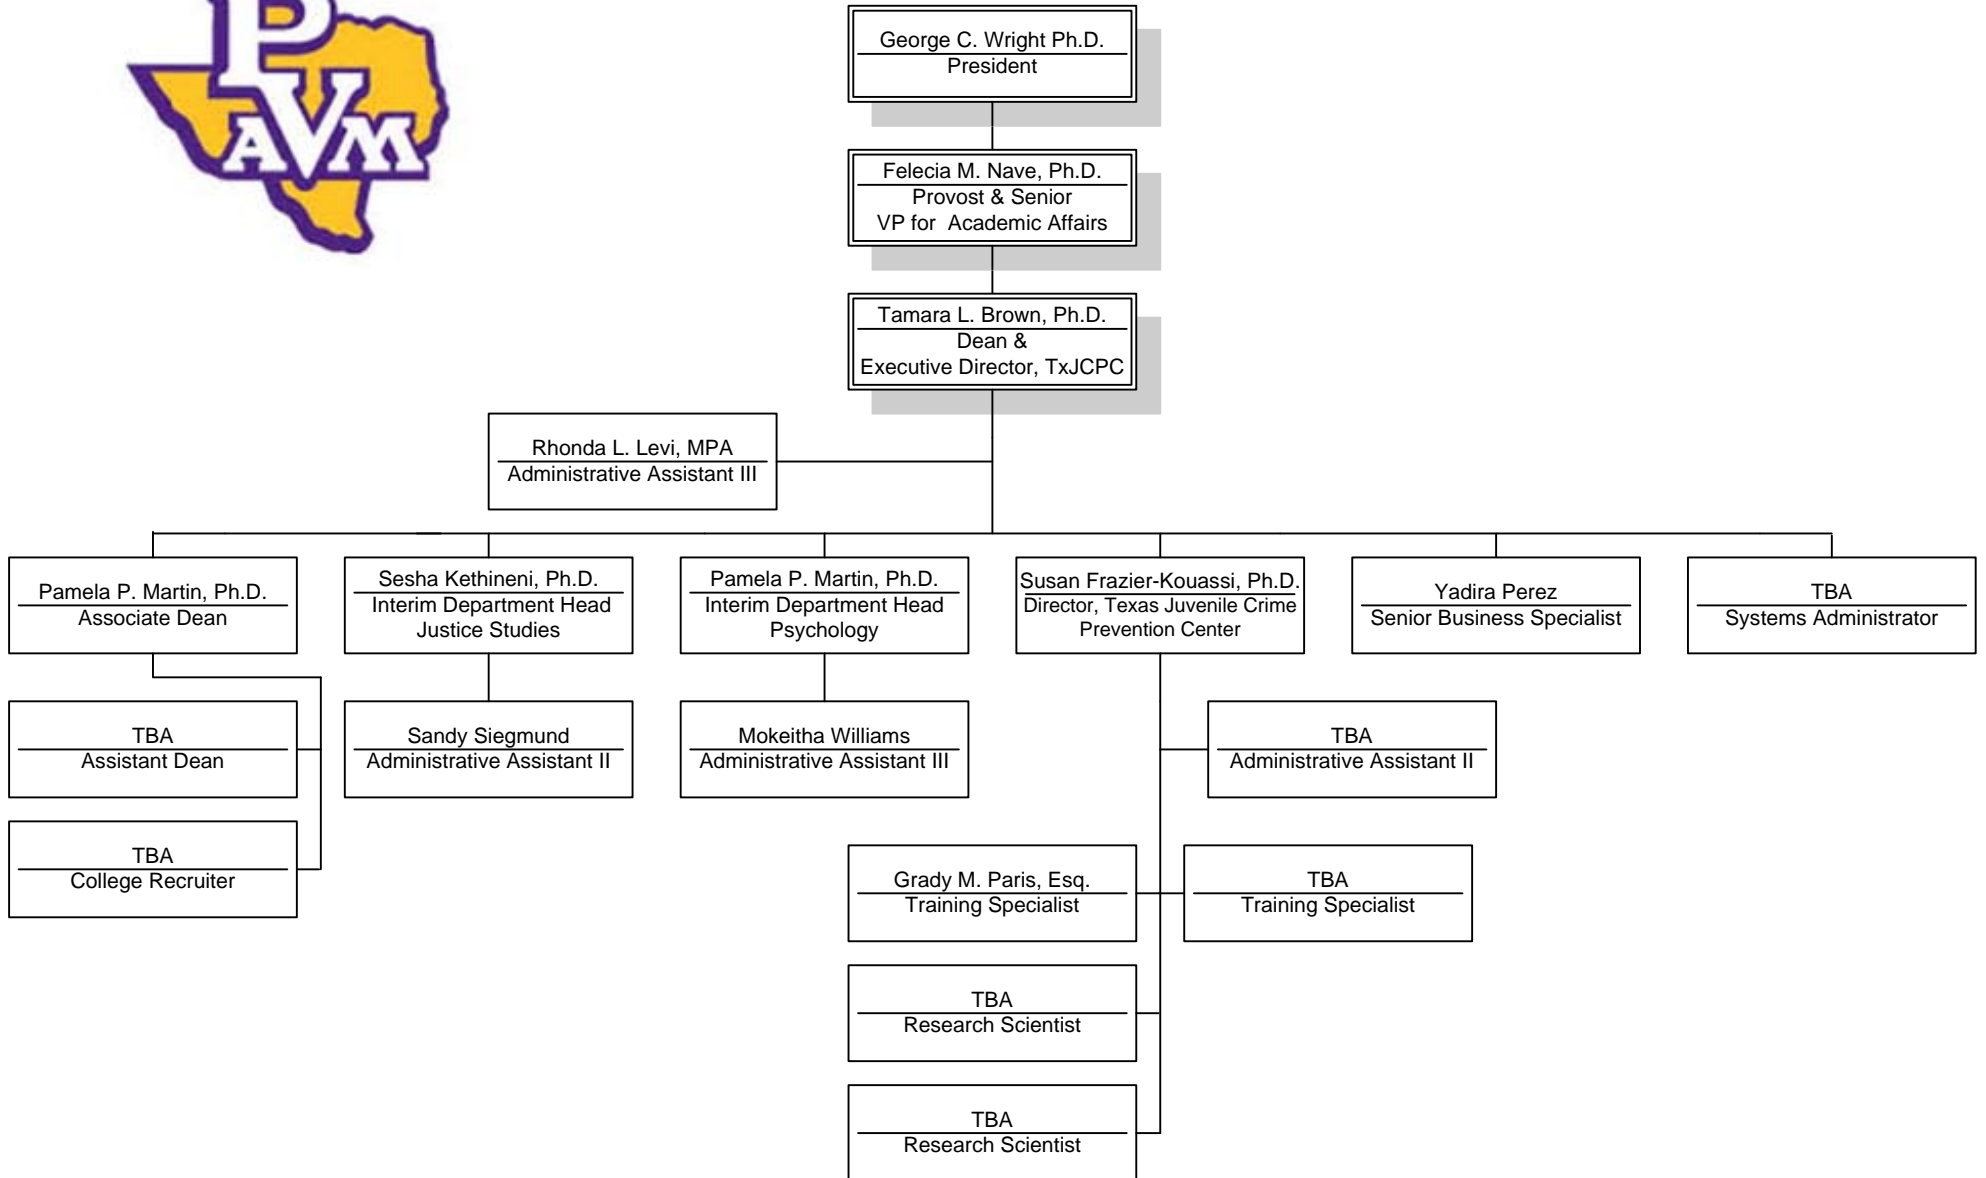 PV
A M
George C. Wright Ph.D.
President
Felecia M. Nave, Ph.D.
Provost & Senior
VP for Academic Affairs
Tamara L. Brown, Ph.D.
Dean &
Executive Director, TxJCPC
Rhonda L. Levi, MPA
Administrative Assistant III
Pamela P. Martin, Ph.D.
Associate Dean
Sesha Kethineni, Ph.D.
Interim Department Head
Justice Studies
Pamela P. Martin, Ph.D.
Interim Department Head
Psychology
Susan Frazier-Kouassi, Ph.D.
Director, Texas Juvenile Crime
Prevention Center
Yadira Perez
Senior Business Specialist
TBA
Systems Administrator
TBA
Assistant Dean
Sandy Siegmund
Administrative Assistant II
Mokeitha Williams
Administrative Assistant III
TBA
Administrative Assistant II
TBA
College Recruiter
Grady M. Paris, Esq.
Training Specialist
TBA
Training Specialist
TBA
Research Scientist
TBA
Research Scientist